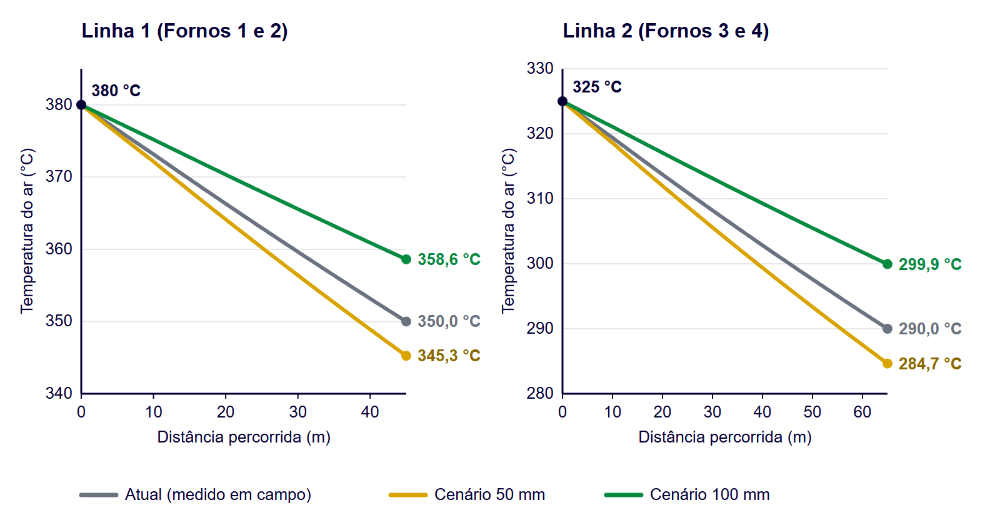 Linha 1 (Fornos 1 e 2)
380 °C
380
370
360
350
340
358,6 °C
350,0 °C
345,3 °C
0 10 20 30 40
Distância percorrida (m)
Temperatura do ar (°C)
Linha 2 (Fornos 3 e 4)
325 °C
330
320
310
300
290
280
299,9 °C
290,0 °C
284,7 °C
0 10 20 30 40 50 60
Distância percorrida (m)
Temperatura do ar (°C)
Atual (medido em campo)
Cenário 50 mm
Cenário 100 mm